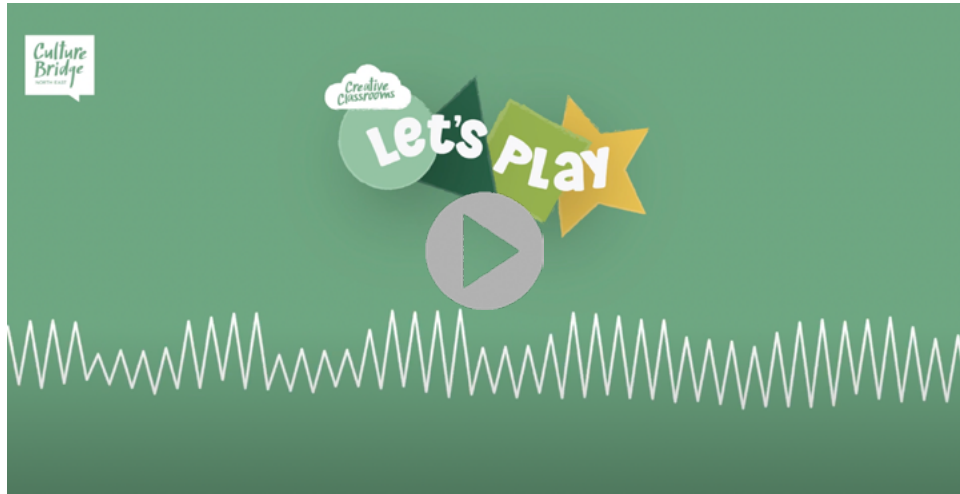 Culture
Bridge
NORTH EAST
Creative
Classrooms
Let's PLAY